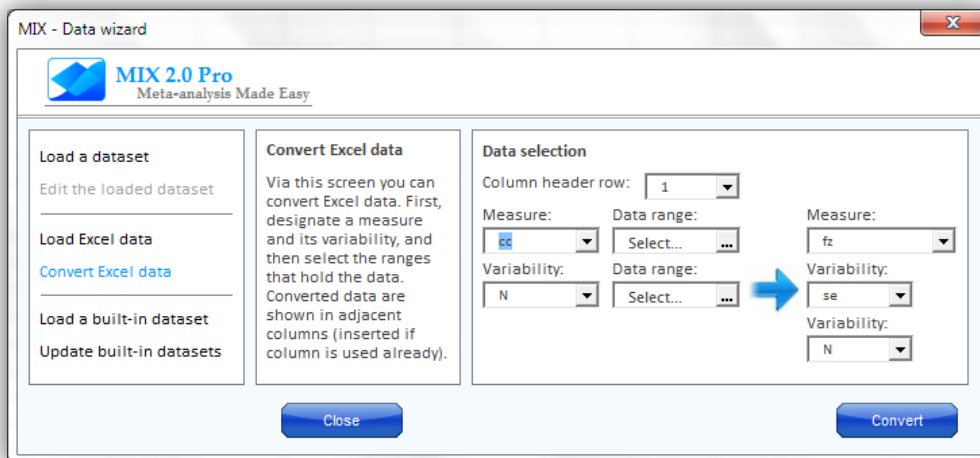 MIX - Data wizard
MIX 2.0 Pro
Meta-analysis Made Easy
Load a dataset
Edit the loaded dataset
Load Excel data
Convert Excel data
Load a built-in dataset
Update built-in datasets
Convert Excel data
Via this screen you can
convert Excel data. First,
designate a measure
and its variability, and
then select the ranges
that hold the data.
Converted data are
shown in adjacent
columns (inserted if
column is used already).
Data selection
Column header row: 1
Measure: Data range: Measure:
cc Select... ... fz
Variability: Data range: Variability:
N Select... ... se
Variability:
N
Close Convert